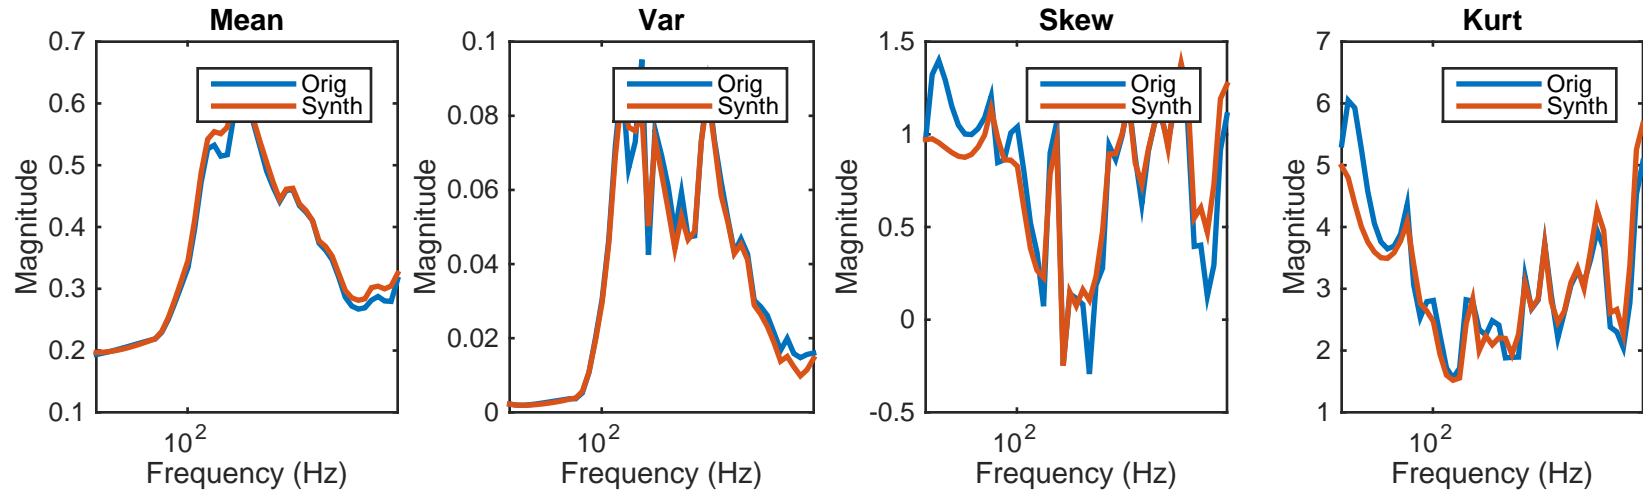 Mean
0.7
0.6
0.5
0.4
0.3
0.2
0.1
Magnitude
Orig
Synth
10^2
Frequency (Hz)
Var
0.1
0.08
0.06
0.04
0.02
0
Magnitude
Orig
Synth
10^2
Frequency (Hz)
Skew
1.5
1
0.5
0
-0.5
Magnitude
Orig
Synth
10^2
Frequency (Hz)
Kurt
7
6
5
4
3
2
1
Magnitude
Orig
Synth
10^2
Frequency (Hz)